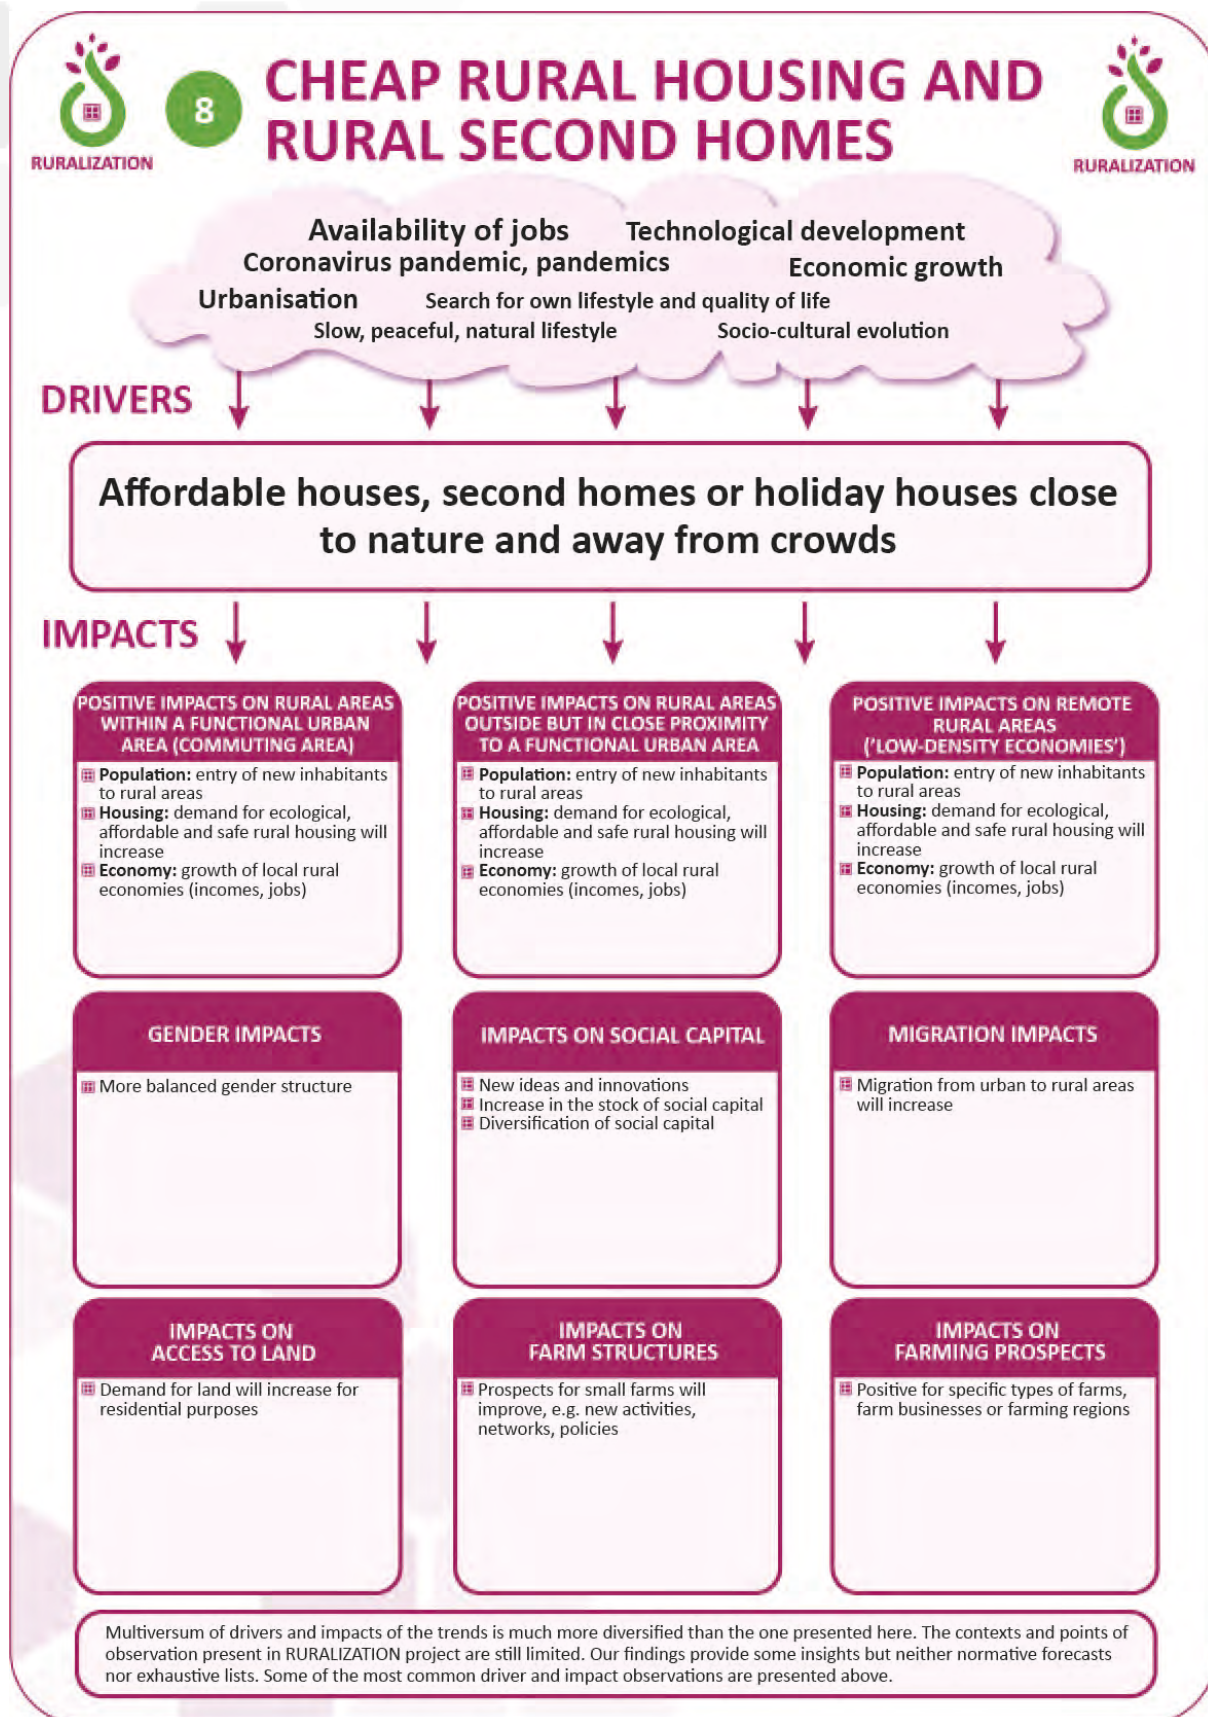 RURALIZATION
8
CHEAP RURAL HOUSING AND
RURAL SECOND HOMES
RURALIZATION
Availability of jobs
Technological development
Coronavirus pandemic, pandemics
Economic growth
Urbanisation
Search for own lifestyle and quality of life
Slow, peaceful, natural lifestyle
Socio-cultural evolution
DRIVERS
Affordable houses, second homes or holiday houses close
to nature and away from crowds
IMPACTS
POSITIVE IMPACTS ON RURAL AREAS
WITHIN A FUNCTIONAL URBAN
AREA (COMMUTING AREA)
Population: entry of new inhabitants
to rural areas
Housing: demand for ecological,
affordable and safe rural housing will
increase
Economy: growth of local rural
economies (incomes, jobs)
POSITIVE IMPACTS ON RURAL AREAS
OUTSIDE BUT IN CLOSE PROXIMITY
TO A FUNCTIONAL URBAN AREA
Population: entry of new inhabitants
to rural areas
Housing: demand for ecological,
affordable and safe rural housing will
increase
Economy: growth of local rural
economies (incomes, jobs)
POSITIVE IMPACTS ON REMOTE
RURAL AREAS
('LOW-DENSITY ECONOMIES')
Population: entry of new inhabitants
to rural areas
Housing: demand for ecological,
affordable and safe rural housing will
increase
Economy: growth of local rural
economies (incomes, jobs)
GENDER IMPACTS
More balanced gender structure
IMPACTS ON SOCIAL CAPITAL
New ideas and innovations
Increase in the stock of social capital
Diversification of social capital
MIGRATION IMPACTS
Migration from urban to rural areas
will increase
IMPACTS ON
ACCESS TO LAND
Demand for land will increase for
residential purposes
IMPACTS ON
FARM STRUCTURES
Prospects for small farms will
improve, e.g. new activities,
networks, policies
IMPACTS ON
FARMING PROSPECTS
Positive for specific types of farms,
farm businesses or farming regions
Multiversum of drivers and impacts of the trends is much more diversified than the one presented here. The contexts and points of
observation present in RURALIZATION project are still limited. Our findings provide some insights but neither normative forecasts
nor exhaustive lists. Some of the most common driver and impact observations are presented above.